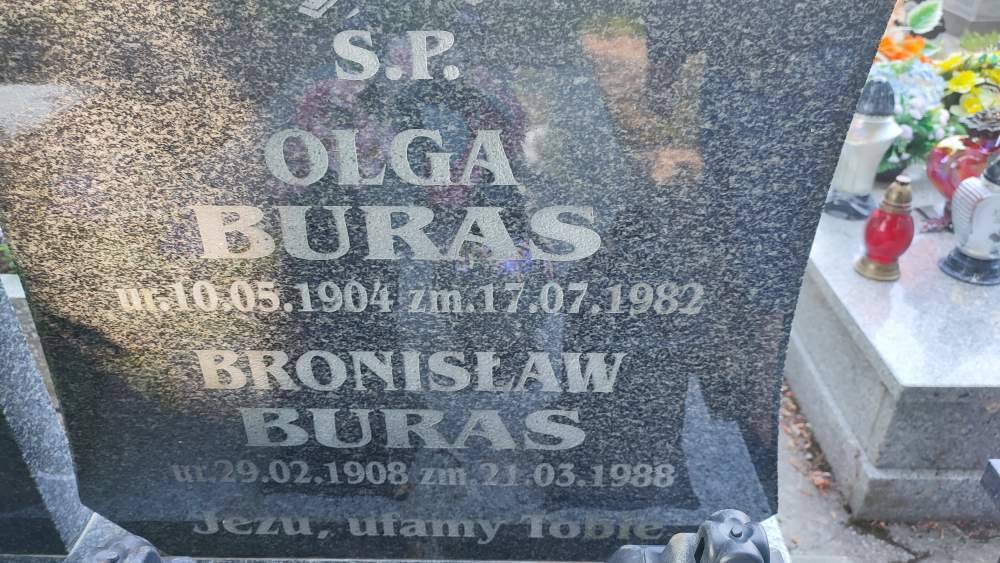 Ś.P.
OLGA
BURAS
ur.10.05.1904 zm.17.07.1982
BRONISŁAW
BURAS
ur.29.02.1908 zm 21.03.1988
Jezu, ufamy Tobie